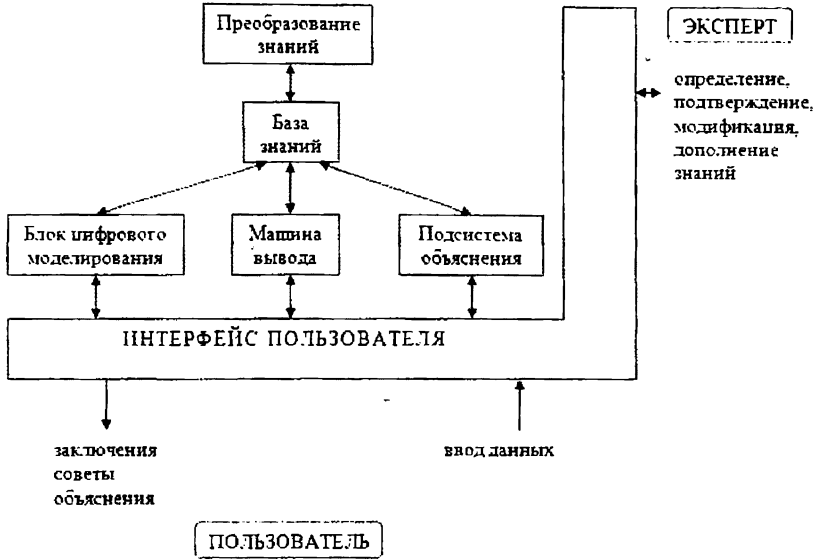 Преобразование
знаний
ЭКСПЕРТ
определение,
подтверждение,
модификация,
дополнение
знаний
База
знаний
Блок цифрового
моделирования
Машина
вывода
Подсистема
объяснения
ИНТЕРФЕЙС ПОЛЬЗОВАТЕЛЯ
заключения
советы
объяснения
ввод данных
ПОЛЬЗОВАТЕЛЬ